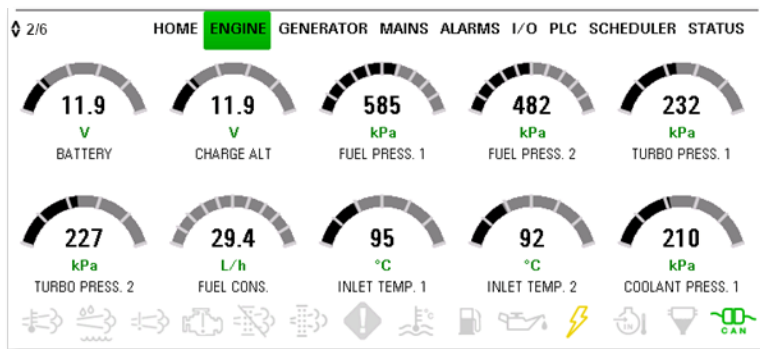 2/6 HOME ENGINE GENERATOR MAINS ALARMS I/O PLC SCHEDULER STATUS
11.9 11.9 585 482 232
V V kPa kPa kPa
BATTERY CHARGE ALT FUEL PRESS. 1 FUEL PRESS. 2 TURBO PRESS. 1
227 29.4 95 92 210
kPa L/h °C °C kPa
TURBO PRESS. 2 FUEL CONS. INLET TEMP. 1 INLET TEMP. 2 COOLANT PRESS. 1
°C IN CAN